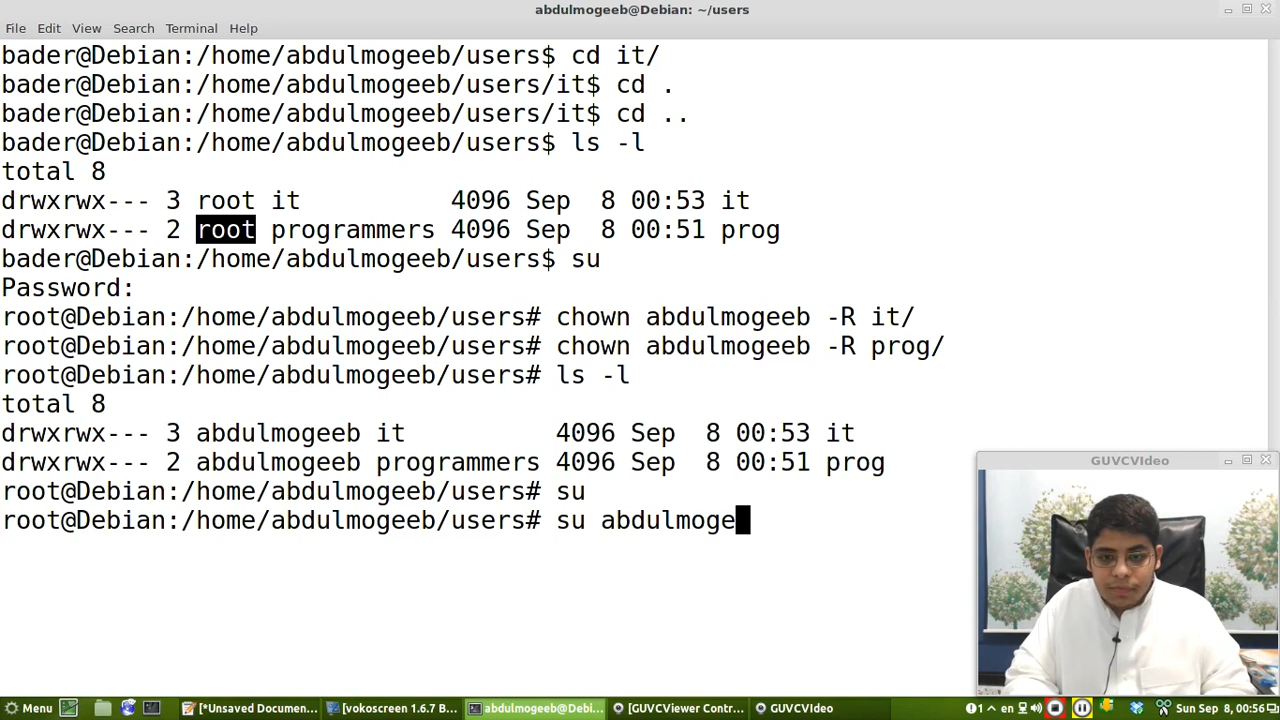 abdulmogeeb@Debian: ~/users
File Edit View Search Terminal Help
bader@Debian:/home/abdulmogeeb/users$ cd it/
bader@Debian:/home/abdulmogeeb/users/it$ cd .
bader@Debian:/home/abdulmogeeb/users/it$ cd ..
bader@Debian:/home/abdulmogeeb/users$ ls -l
total 8
drwxrwx--- 3 root it          4096 Sep  8 00:53 it
drwxrwx--- 2 root programmers 4096 Sep  8 00:51 prog
bader@Debian:/home/abdulmogeeb/users$ su
Password:
root@Debian:/home/abdulmogeeb/users# chown abdulmogeeb -R it/
root@Debian:/home/abdulmogeeb/users# chown abdulmogeeb -R prog/
root@Debian:/home/abdulmogeeb/users# ls -l
total 8
drwxrwx--- 3 abdulmogeeb it          4096 Sep  8 00:53 it
drwxrwx--- 2 abdulmogeeb programmers 4096 Sep  8 00:51 prog
root@Debian:/home/abdulmogeeb/users# su
root@Debian:/home/abdulmogeeb/users# su abdulmoge
GUVCVIdeo
Menu [*Unsaved Documen... [vokoscreen 1.6.7 B... abdulmogeeb@Debi... [GUVCViewer Contr... GUVCVIdeo 1 en Sun Sep 8, 00:56